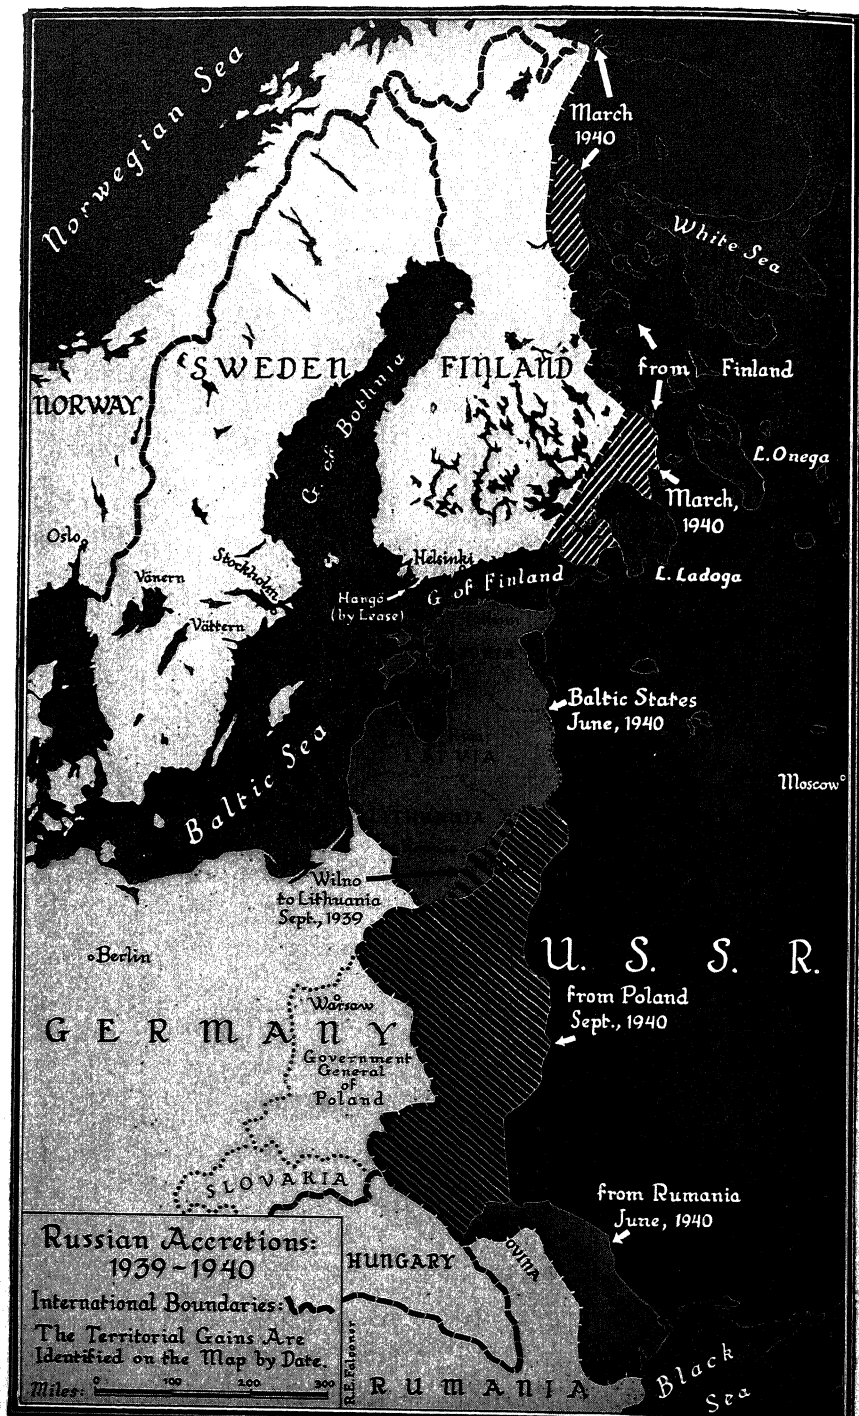 Norwegian Sea
March
1940
White Sea
SWEDEN
FINLAND
from Finland
NORWAY
G. of Bothnia
L. Onega
March,
1940
Oslo
Stockholm
Helsinki
Vänern
G of Finland
L. Ladoga
Hangö
(by Lease)
Vättern
Baltic States
June, 1940
LATVIA
Baltic Sea
Moscow
LITHUANIA
Wilno
to Lithuania
Sept., 1939
Berlin
U. S. S. R.
from Poland
Sept., 1940
Warsaw
GERMANY
Government
General
of
Poland
SLOVAKIA
from Rumania
June, 1940
Russian Accretions:
1939-1940
HUNGARY
OVINA
International Boundaries:
The Territorial Gains Are
Identified on the Map by Date.
Miles: 0 100 200 300
R.E. Falconer
RUMANIA
Black
Sea